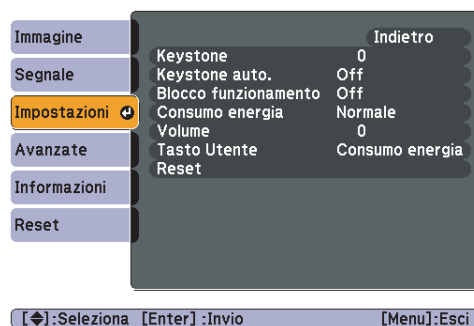 Immagine
Segnale
Impostazioni
Avanzate
Informazioni
Reset
Indietro
Keystone 0
Keystone auto. Off
Blocco funzionamento Off
Consumo energia Normale
Volume 0
Tasto Utente Consumo energia
Reset
[◆]:Seleziona [Enter] :Invio [Menu]:Esci